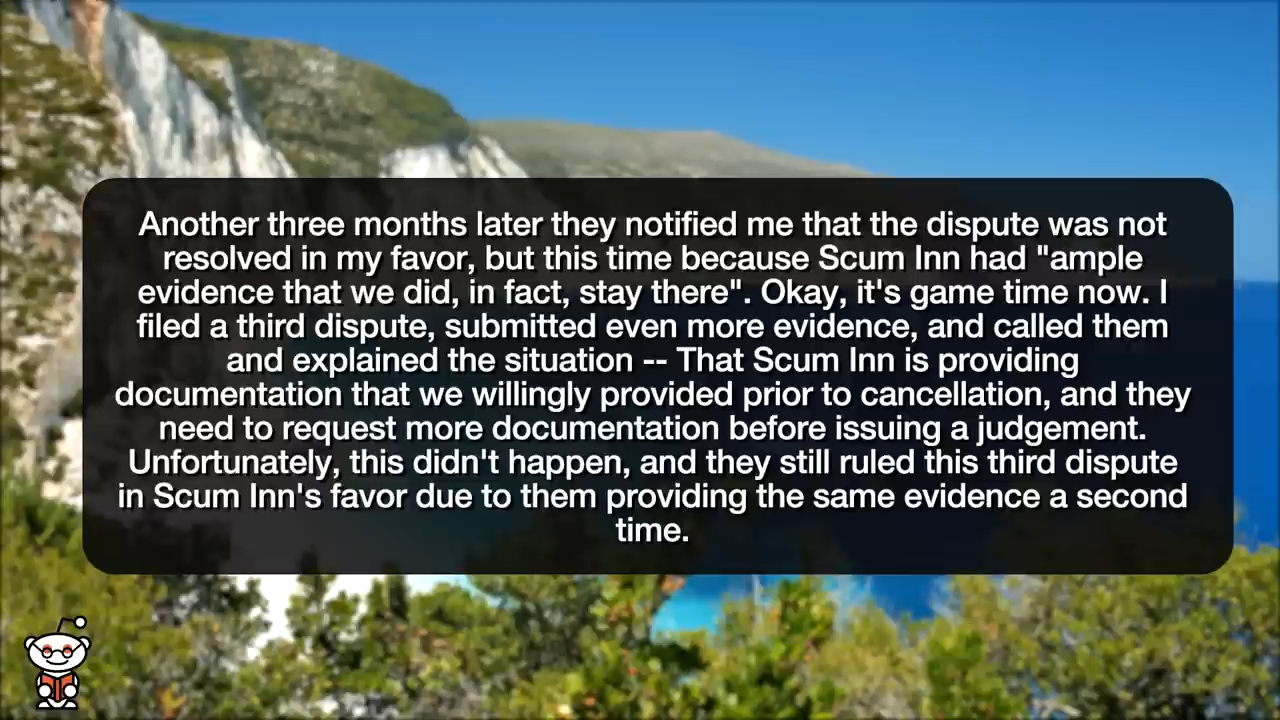 Another three months later they notified me that the dispute was not
resolved in my favor, but this time because Scum Inn had "ample
evidence that we did, in fact, stay there". Okay, it's game time now. I
filed a third dispute, submitted even more evidence, and called them
and explained the situation -- That Scum Inn is providing
documentation that we willingly provided prior to cancellation, and they
need to request more documentation before issuing a judgement.
Unfortunately, this didn't happen, and they still ruled this third dispute
in Scum Inn's favor due to them providing the same evidence a second
time.